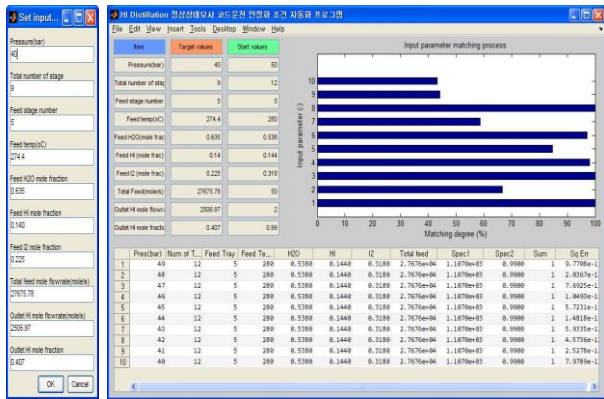 Set input...
Pressure(bar)
40
Total number of stage
9
Feed stage number
5
Feed temp(oC)
274.4
Feed H2O mole fraction
0.635
Feed HI mole fraction
0.140
Feed I2 mole fraction
0.225
Total feed mole flowrate(mole/s)
27675.78
Outlet HI mole flowrate(mole/s)
2506.97
Outlet HI mole fraction
0.407
OK Cancel
HI Distillation 정상상태모사 코드운전 안정화 조건 자동화 프로그램
File Edit View Insert Tools Desktop Window Help
Item Target values Start values
Pressure(bar) 40 50
Total number of stag 9 12
Feed stage number 5 5
Feed temp(oC) 274.4 280
Feed H2O(mole frac 0.635 0.538
Feed HI (mole frac) 0.14 0.144
Feed I2 (mole frac) 0.225 0.318
Total Feed(mole/s) 27675.78 50
Outlet HI mole flowra 2506.97 2
Outlet HI mole fractio 0.407 0.99
Input parameter matching process
Input parameter (-)
10
9
8
7
6
5
4
3
2
1
0 10 20 30 40 50 60 70 80 90 100
Matching degree (%)
Pres(bar) Num of T... Feed Tray Feed Te... H2O HI I2 Total feed Spec1 Spec2 Sum Sq Err
1 49 12 5 280 0.5380 0.1440 0.3180 2.7676e+04 1.1070e+03 0.9900 1 9.7708e-1
2 48 12 5 280 0.5380 0.1440 0.3180 2.7676e+04 1.1070e+03 0.9900 1 2.0367e-1
3 47 12 5 280 0.5380 0.1440 0.3180 2.7676e+04 1.1070e+03 0.9900 1 7.6925e-1
4 46 12 5 280 0.5380 0.1440 0.3180 2.7676e+04 1.1070e+03 0.9900 1 1.0493e-1
5 45 12 5 280 0.5380 0.1440 0.3180 2.7676e+04 1.1070e+03 0.9900 1 5.7231e-1
6 44 12 5 280 0.5380 0.1440 0.3180 2.7676e+04 1.1070e+03 0.9900 1 1.4818e-1
7 43 12 5 280 0.5380 0.1440 0.3180 2.7676e+04 1.1070e+03 0.9900 1 5.9335e-1
8 42 12 5 280 0.5380 0.1440 0.3180 2.7676e+04 1.1070e+03 0.9900 1 4.5736e-1
9 41 12 5 280 0.5380 0.1440 0.3180 2.7676e+04 1.1070e+03 0.9900 1 2.5278e-1
10 40 12 5 280 0.5380 0.1440 0.3180 2.7676e+04 1.1070e+03 0.9900 1 7.9789e-1